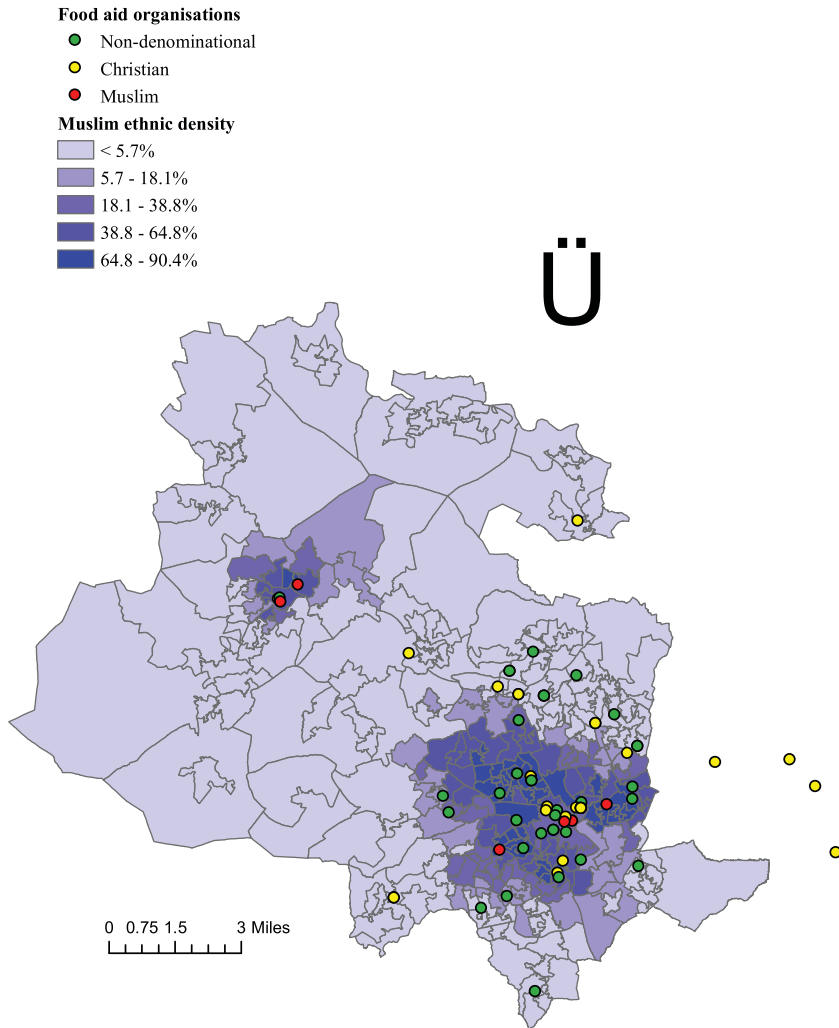 Food aid organisations
Non-denominational
Christian
Muslim
Muslim ethnic density
< 5.7%
5.7 - 18.1%
18.1 - 38.8%
38.8 - 64.8%
64.8 - 90.4%
Ü
0 0.75 1.5 3 Miles